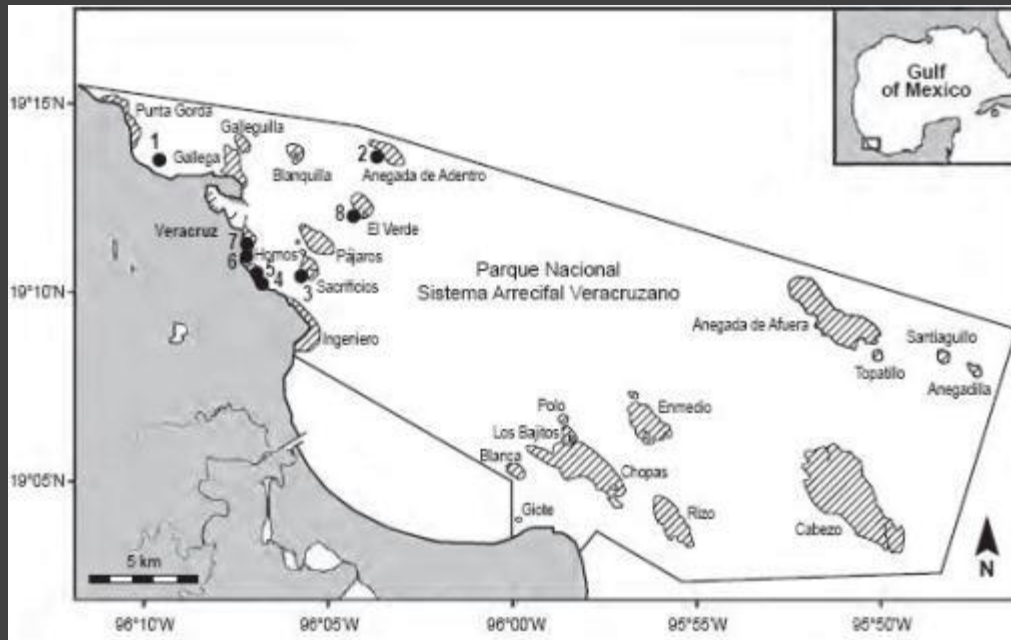 Gulf
of Mexico
19°15'N
Punta Gorda
Galleguilla
1
Gallega
Blanquilla
2
Anegada de Adentro
8
El Verde
Veracruz
7
Hornos
Pájaros
6
5
4
3
Sacrificios
Parque Nacional
Sistema Arrecifal Veracruzano
19°10'N
Ingeniero
Anegada de Afuera
Santiaguillo
Topatillo
Anegadilla
Polo
Enmedio
Los Bajitos
Blanca
Chopas
19°05'N
Giote
Rizo
Cabezo
5 km
N
96°10'W
96°05'W
96°00'W
95°55'W
95°50'W